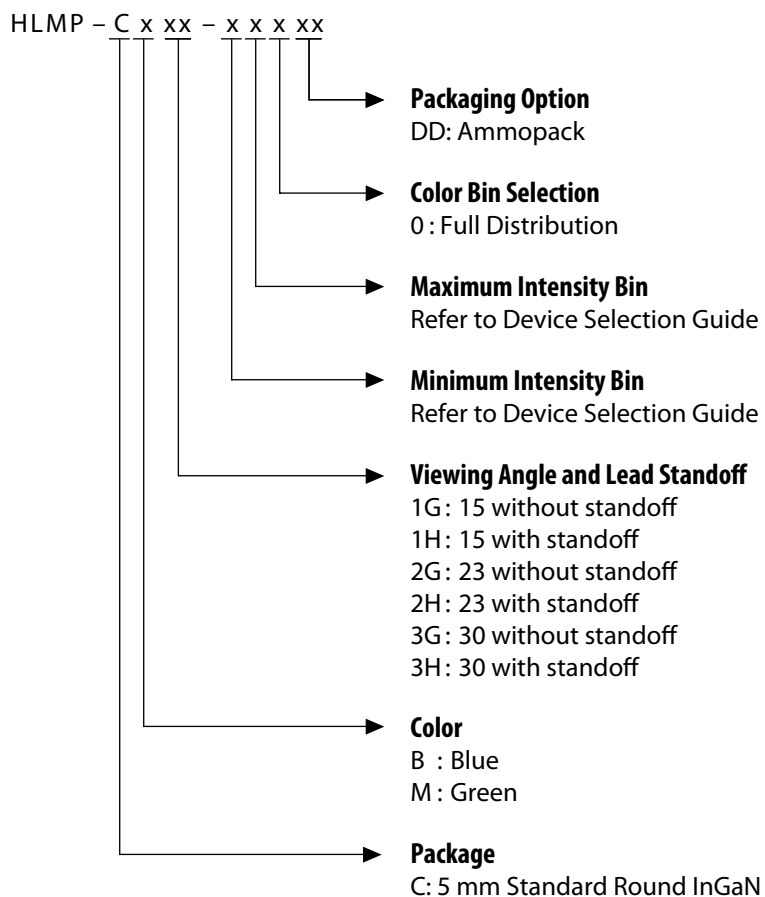 HLMP – C x xx – x x x xx
Packaging Option
DD: Ammopack
Color Bin Selection
0 : Full Distribution
Maximum Intensity Bin
Refer to Device Selection Guide
Minimum Intensity Bin
Refer to Device Selection Guide
Viewing Angle and Lead Standoff
1G : 15 without standoff
1H : 15 with standoff
2G : 23 without standoff
2H : 23 with standoff
3G : 30 without standoff
3H : 30 with standoff
Color
B : Blue
M : Green
Package
C: 5 mm Standard Round InGaN